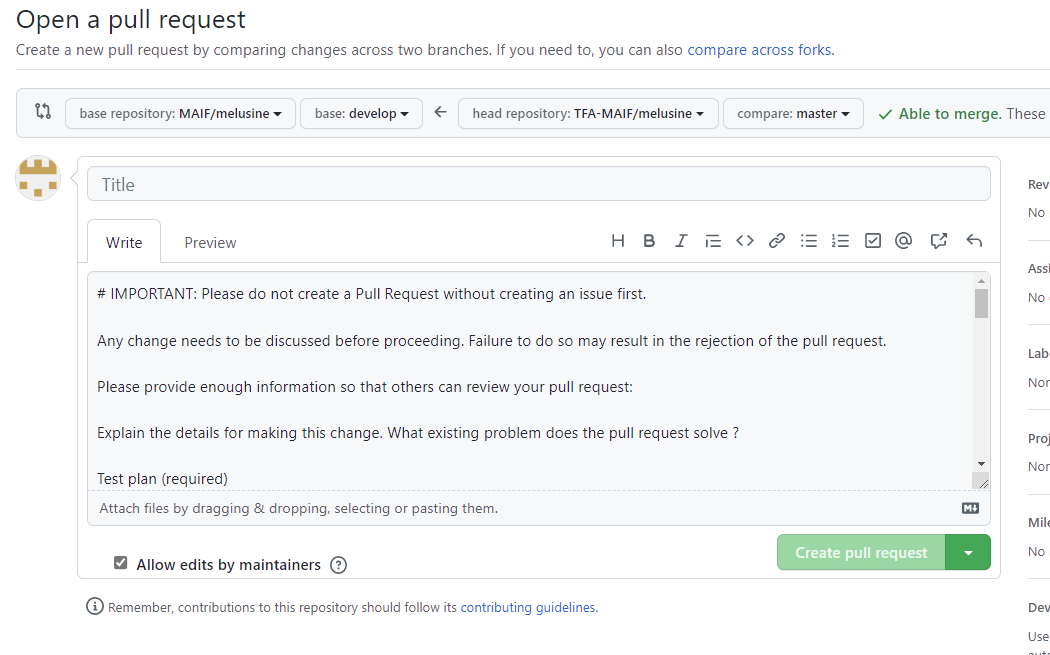 Open a pull request
Create a new pull request by comparing changes across two branches. If you need to, you can also compare across forks.
base repository: MAIF/melusine base: develop head repository: TFA-MAIF/melusine compare: master Able to merge. These
Title
Write Preview
# IMPORTANT: Please do not create a Pull Request without creating an issue first.
Any change needs to be discussed before proceeding. Failure to do so may result in the rejection of the pull request.
Please provide enough information so that others can review your pull request:
Explain the details for making this change. What existing problem does the pull request solve ?
Test plan (required)
Attach files by dragging & dropping, selecting or pasting them.
Allow edits by maintainers
Create pull request
Remember, contributions to this repository should follow its contributing guidelines.
Rev
No
Assi
No
Lab
Non
Proj
Non
Mile
No
Dev
Use